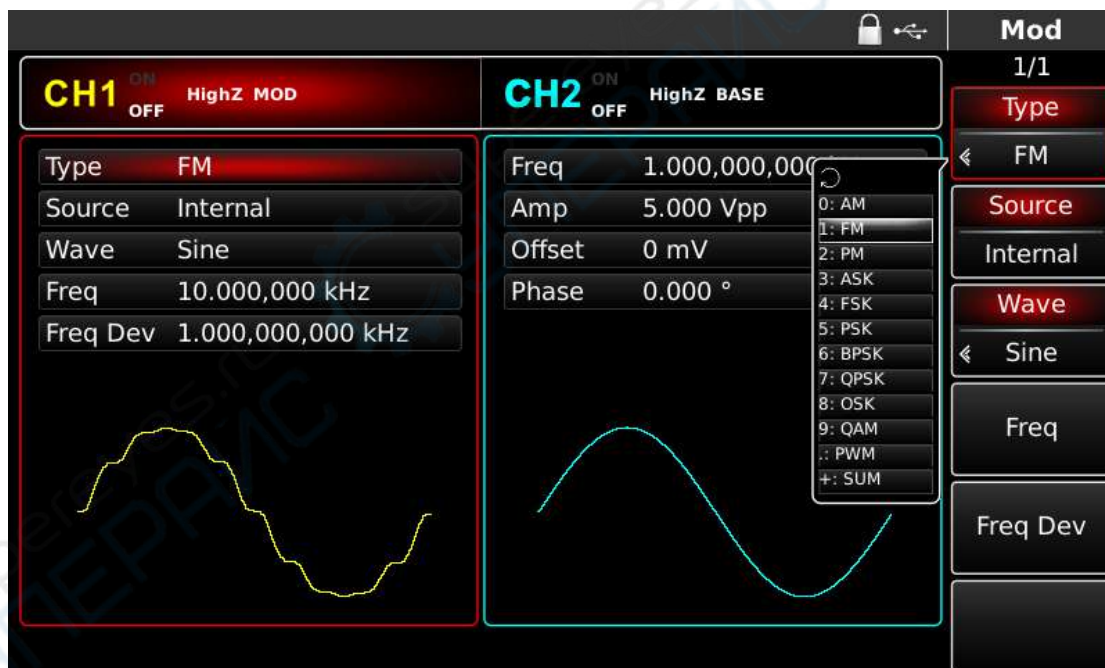 Mod
1/1
CH1 ON OFF HighZ MOD
CH2 ON OFF HighZ BASE
Type FM
Source Internal
Wave Sine
Freq 10.000,000 kHz
Freq Dev 1.000,000,000 kHz
Freq 1.000,000,000
Amp 5.000 Vpp
Offset 0 mV
Phase 0.000 °
0: AM
1: FM
2: PM
3: ASK
4: FSK
5: PSK
6: BPSK
7: QPSK
8: OSK
9: QAM
.: PWM
+: SUM
Type
FM
Source
Internal
Wave
Sine
Freq
Freq Dev